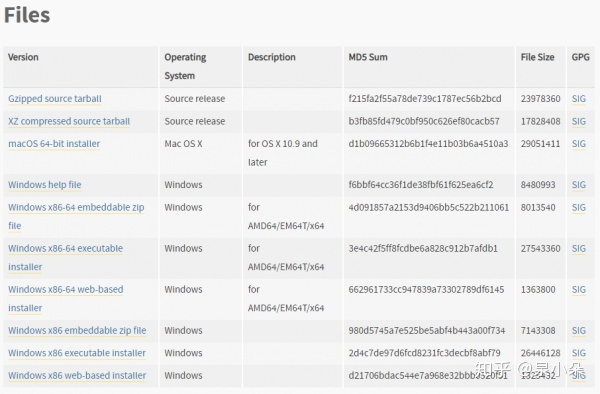 Files
Version Operating System Description MD5 Sum File Size GPG
Gzipped source tarball Source release f215fa2f55a78de739c1787ec56b2bcd 23978360 SIG
XZ compressed source tarball Source release b3fb85fd479c0bf950c626ef80cacb57 17828408 SIG
macOS 64-bit installer Mac OS X for OS X 10.9 and later d1b09665312b6b1f4e11b03b6a4510a3 29051411 SIG
Windows help file Windows f6bbf64cc36f1de38fbf61f625ea6cf2 8480993 SIG
Windows x86-64 embeddable zip file Windows for AMD64/EM64T/x64 4d091857a2153d9406bb5c522b211061 8013540 SIG
Windows x86-64 executable installer Windows for AMD64/EM64T/x64 3e4c42f5ff8fcdbe6a828c912b7afdb1 27543360 SIG
Windows x86-64 web-based installer Windows for AMD64/EM64T/x64 662961733cc947839a73302789df6145 1363800 SIG
Windows x86 embeddable zip file Windows 980d5745a7e525be5abf4b443a00f734 7143308 SIG
Windows x86 executable installer Windows 2d4c7de97d6fcd8231fc3decbf8abf79 26446128 SIG
Windows x86 web-based installer Windows SIG
知乎 @昱小朵